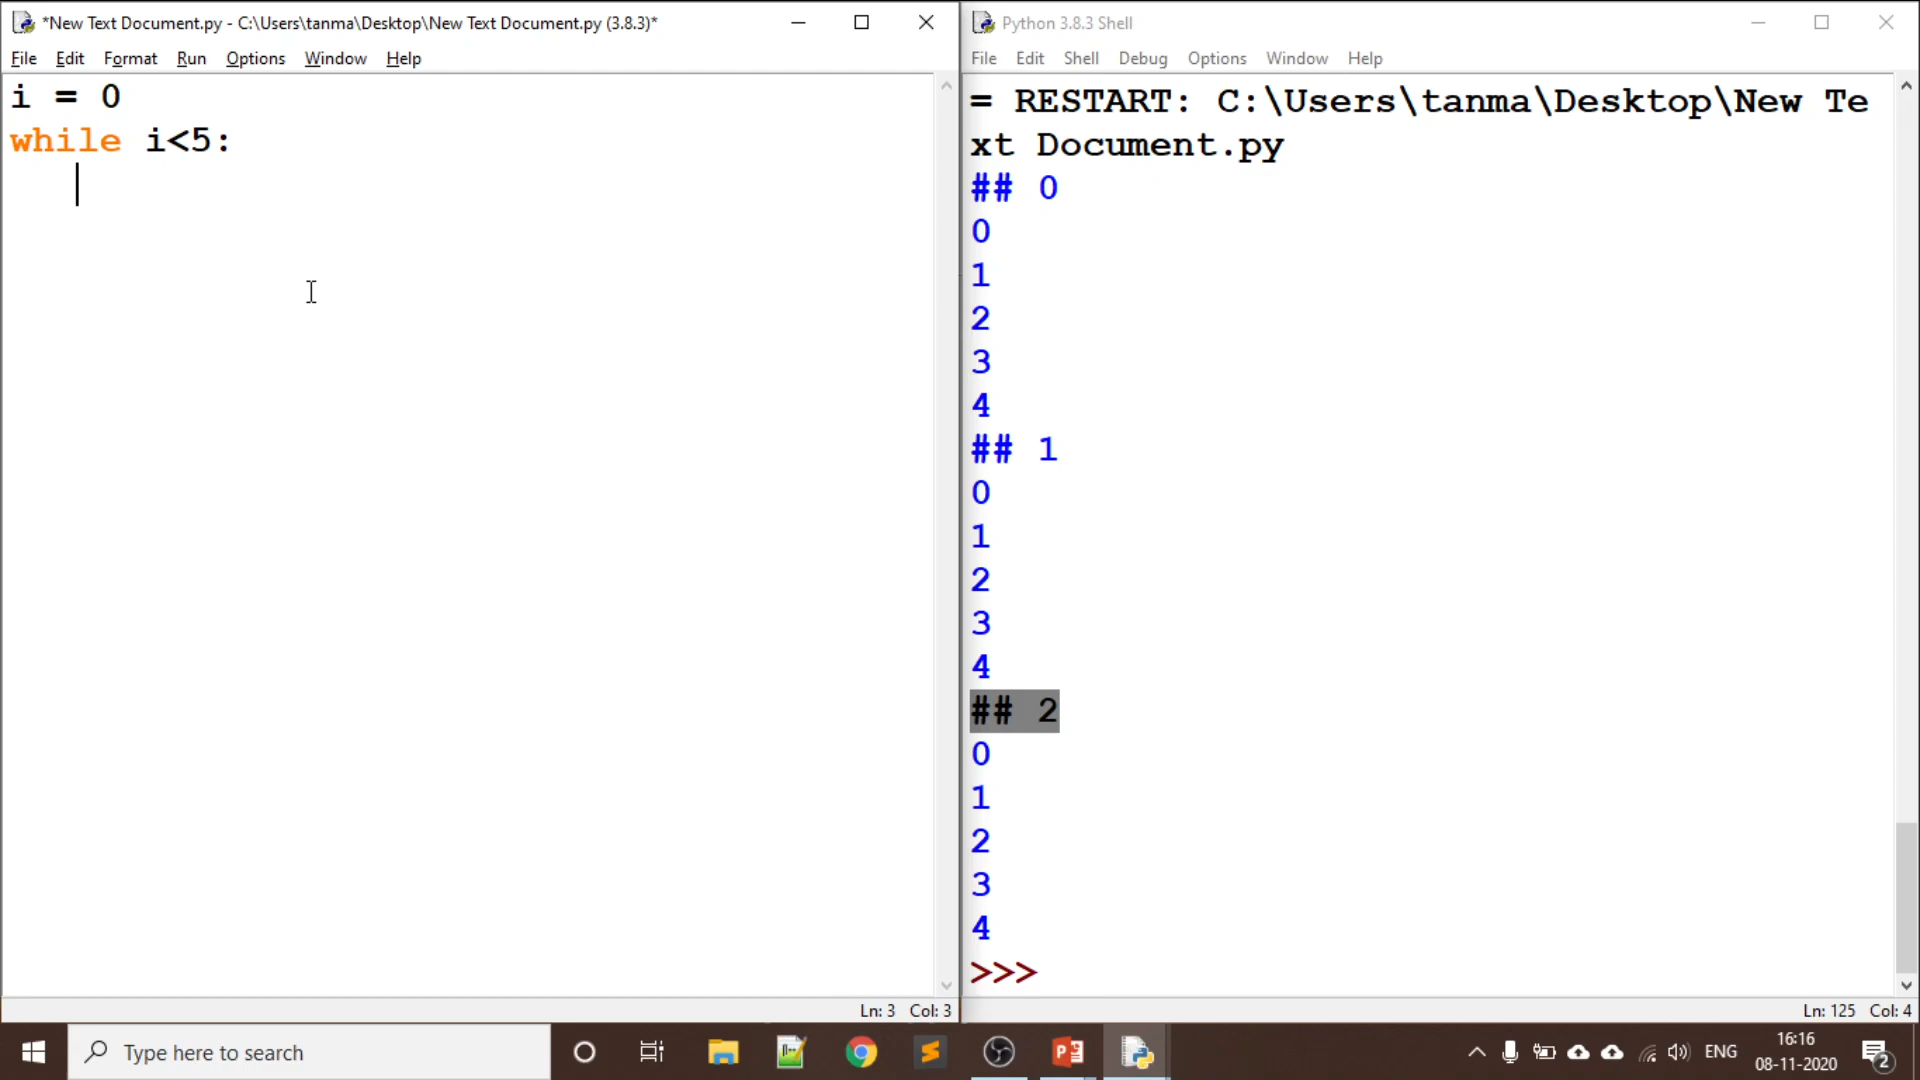 *New Text Document.py - C:\Users\tanma\Desktop\New Text Document.py (3.8.3)*
File Edit Format Run Options Window Help
i = 0
while i<5:
Ln: 3 Col: 3
Python 3.8.3 Shell
File Edit Shell Debug Options Window Help
= RESTART: C:\Users\tanma\Desktop\New Te
xt Document.py
## 0
0
1
2
3
4
## 1
0
1
2
3
4
## 2
0
1
2
3
4
>>>
Ln: 125 Col: 4
Type here to search
ENG
16:16
08-11-2020
2